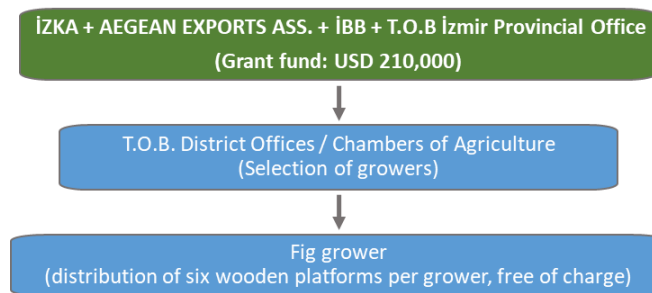 İZKA + AEGEAN EXPORTS ASS. + İBB + T.O.B İzmir Provincial Office
(Grant fund: USD 210,000)
T.O.B. District Offices / Chambers of Agriculture
(Selection of growers)
Fig grower
(distribution of six wooden platforms per grower, free of charge)